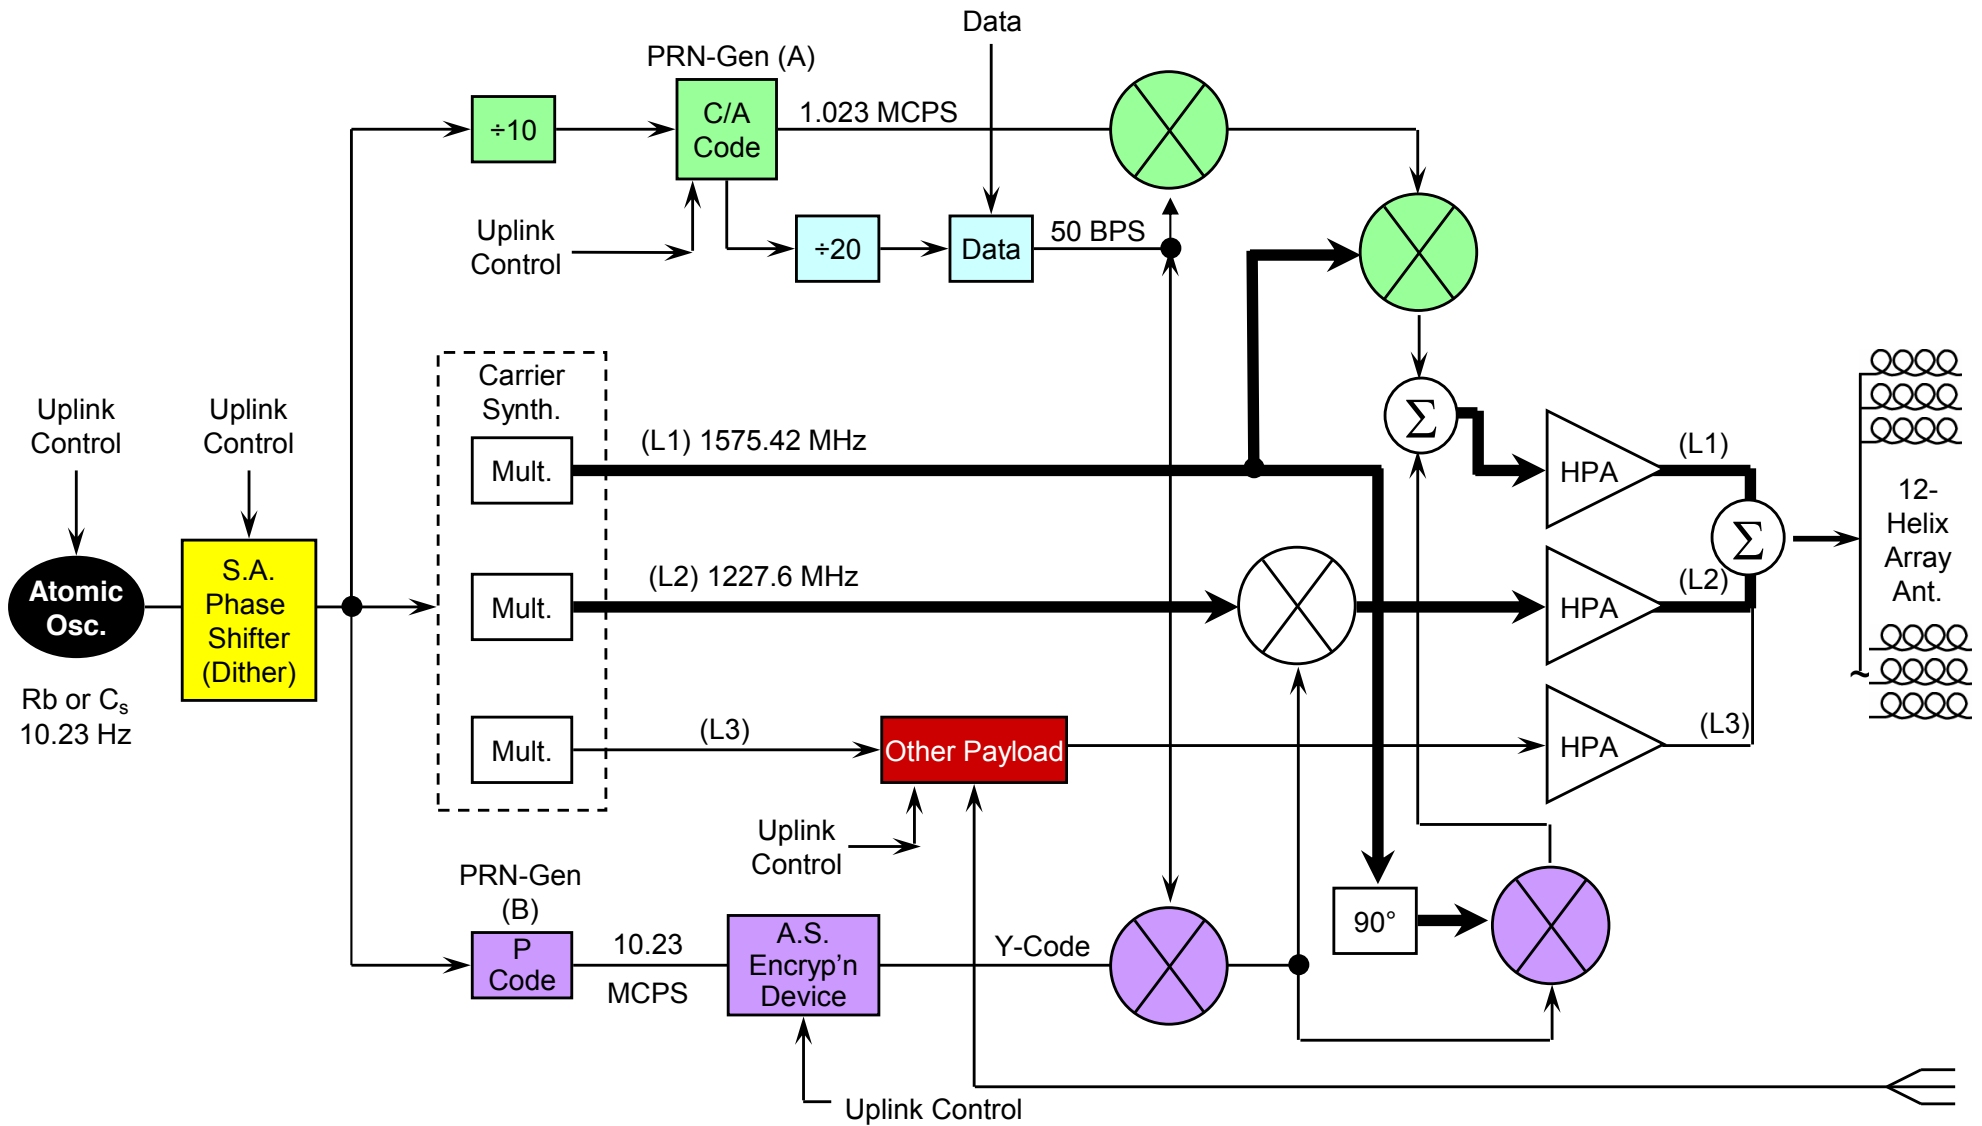 Data
PRN-Gen (A)
÷10
C/A
Code
1.023 MCPS
Uplink
Control
÷20
Data
50 BPS
Carrier
Synth.
Uplink
Control
Uplink
Control
(L1) 1575.42 MHz
Mult.
Σ
HPA
(L1)
12-
Helix
Array
Ant.
Σ
Atomic
Osc.
S.A.
Phase
Shifter
(Dither)
(L2) 1227.6 MHz
Mult.
HPA
(L2)
Rb or Cs
10.23 Hz
Mult.
(L3)
Other Payload
HPA
(L3)
Uplink
Control
PRN-Gen
(B)
P
Code
10.23
MCPS
A.S.
Encryp’n
Device
Y-Code
90°
Uplink Control
~